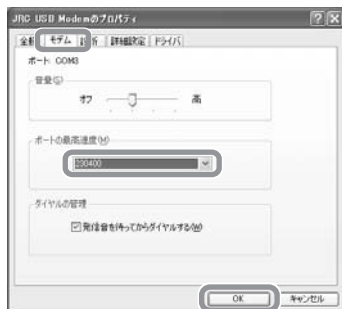 JRC USB Modemのプロパティ
全般 モデム 診断 詳細設定 ドライバ
ポート: COM3
音量(S)
オフ 高
ポートの最高速度(M)
230400
ダイヤルの管理
発信音を待ってからダイヤルする(W)
OK キャンセル